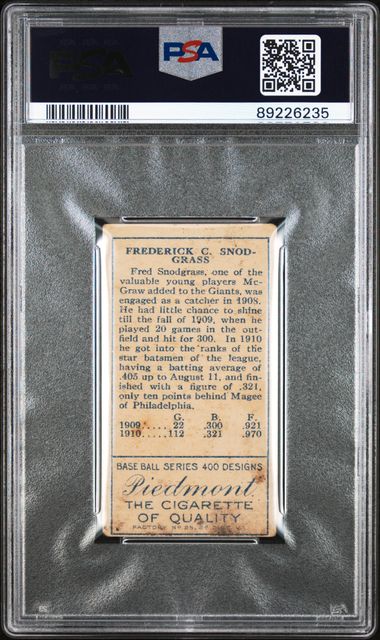 PSA
PSA
89226235
FREDERICK C. SNOD-
GRASS
Fred Snodgrass, one of the
valuable young players Mc-
Graw added to the Giants, was
engaged as a catcher in 1908.
He had little chance to shine
till the fall of 1909, when he
played 20 games in the out-
field and hit for 300. In 1910
he got into the ranks of the
star batsmen of the league,
having a batting average of
.405 up to August 11, and fin-
ished with a figure of .321,
only ten points behind Magee
of Philadelphia.
G. B. F.
1909.....22 .300 .921
1910.....112 .321 .970
BASE BALL SERIES 400 DESIGNS
Piedmont
THE CIGARETTE
OF QUALITY
FACTORY NO. 25,